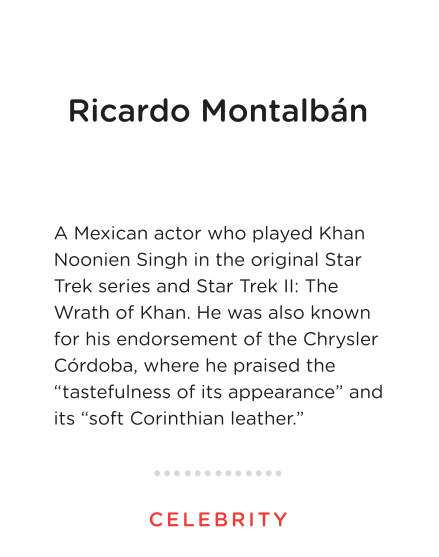 Ricardo Montalbán
A Mexican actor who played Khan
Noonien Singh in the original Star
Trek series and Star Trek II: The
Wrath of Khan. He was also known
for his endorsement of the Chrysler
Córdoba, where he praised the
“tastefulness of its appearance” and
its “soft Corinthian leather.”
CELEBRITY